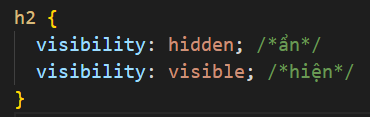 h2 {
visibility: hidden; /*ẩn*/
visibility: visible; /*hiện*/
}